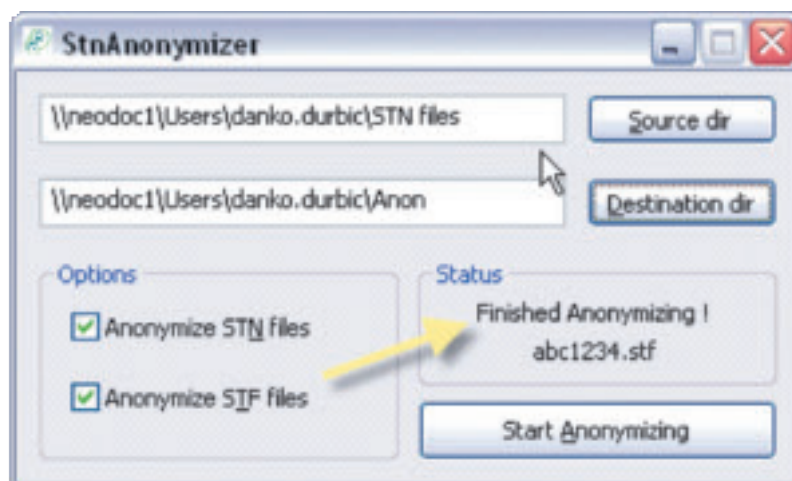 StnAnonymizer
\\neodoc1\Users\danko.durbic\STN files
Source dir
\\neodoc1\Users\danko.durbic\Anon
Destination dir
Options
Anonymize STN files
Anonymize STF files
Status
Finished Anonymizing !
abc1234.stf
Start Anonymizing